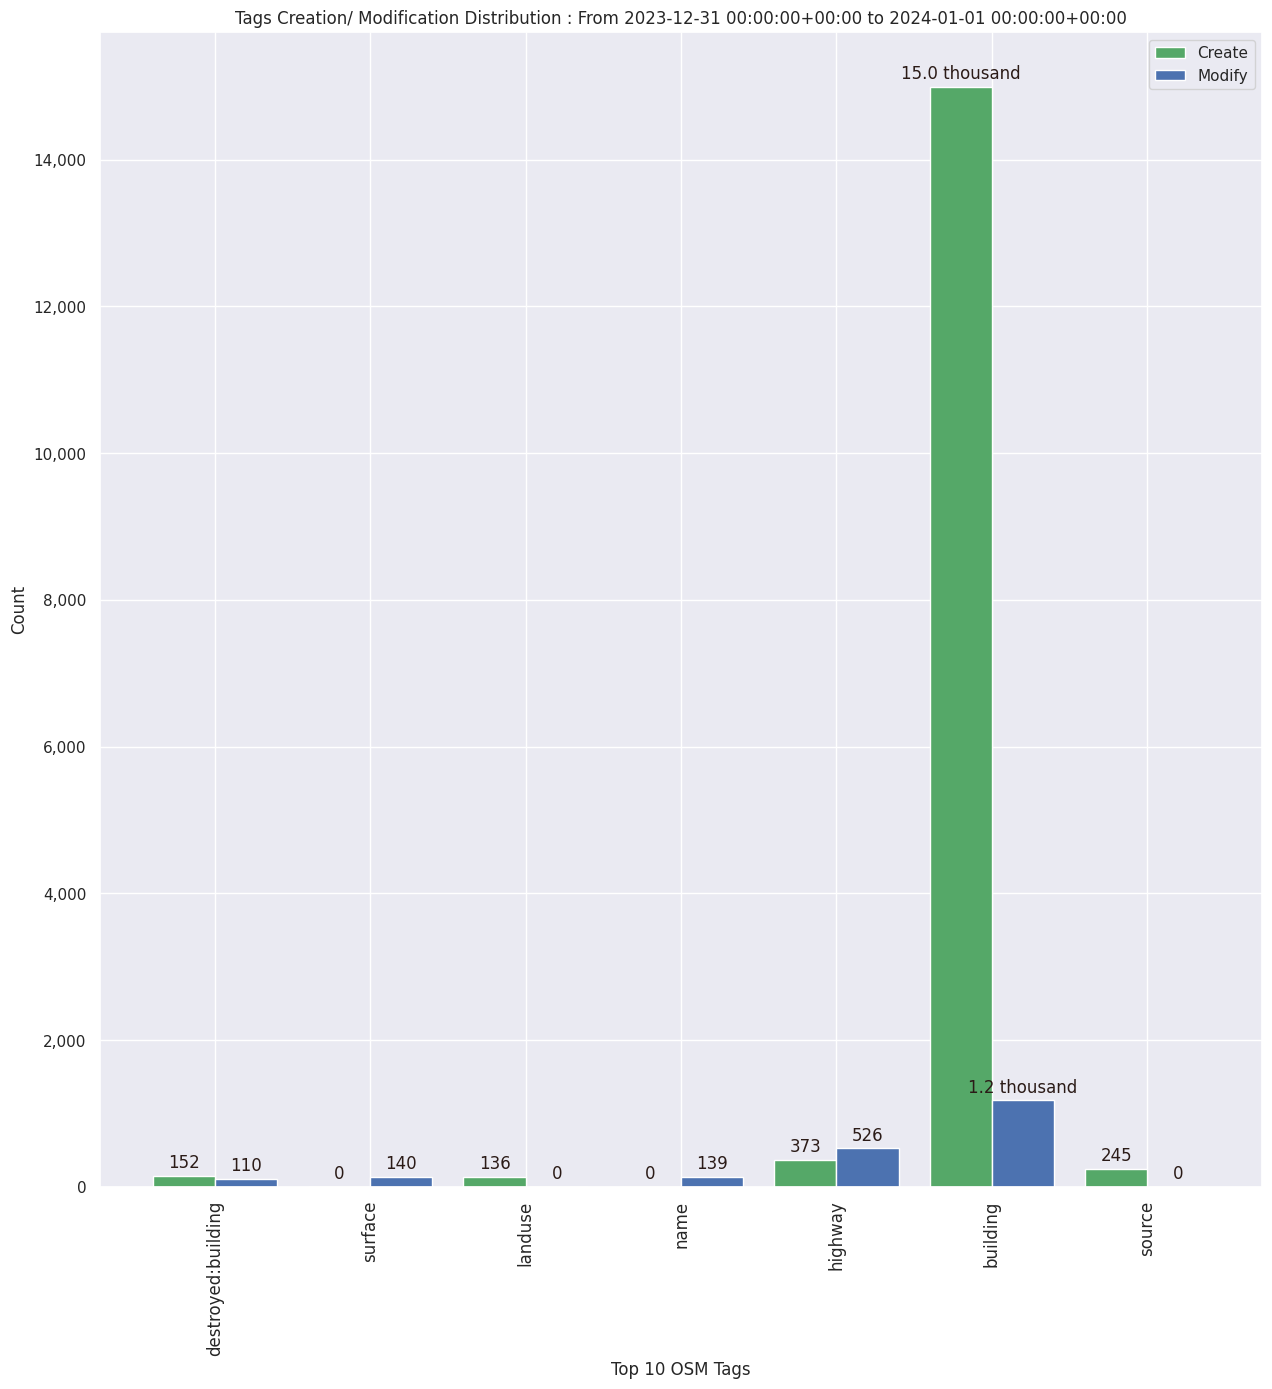 Tags Creation/ Modification Distribution : From 2023-12-31 00:00:00+00:00 to 2024-01-01 00:00:00+00:00
Create
Modify
15.0 thousand
14,000
12,000
10,000
8,000
6,000
4,000
2,000
0
Count
1.2 thousand
152
110
0
140
136
0
0
139
373
526
245
0
destroyed:building
surface
landuse
name
highway
building
source
Top 10 OSM Tags